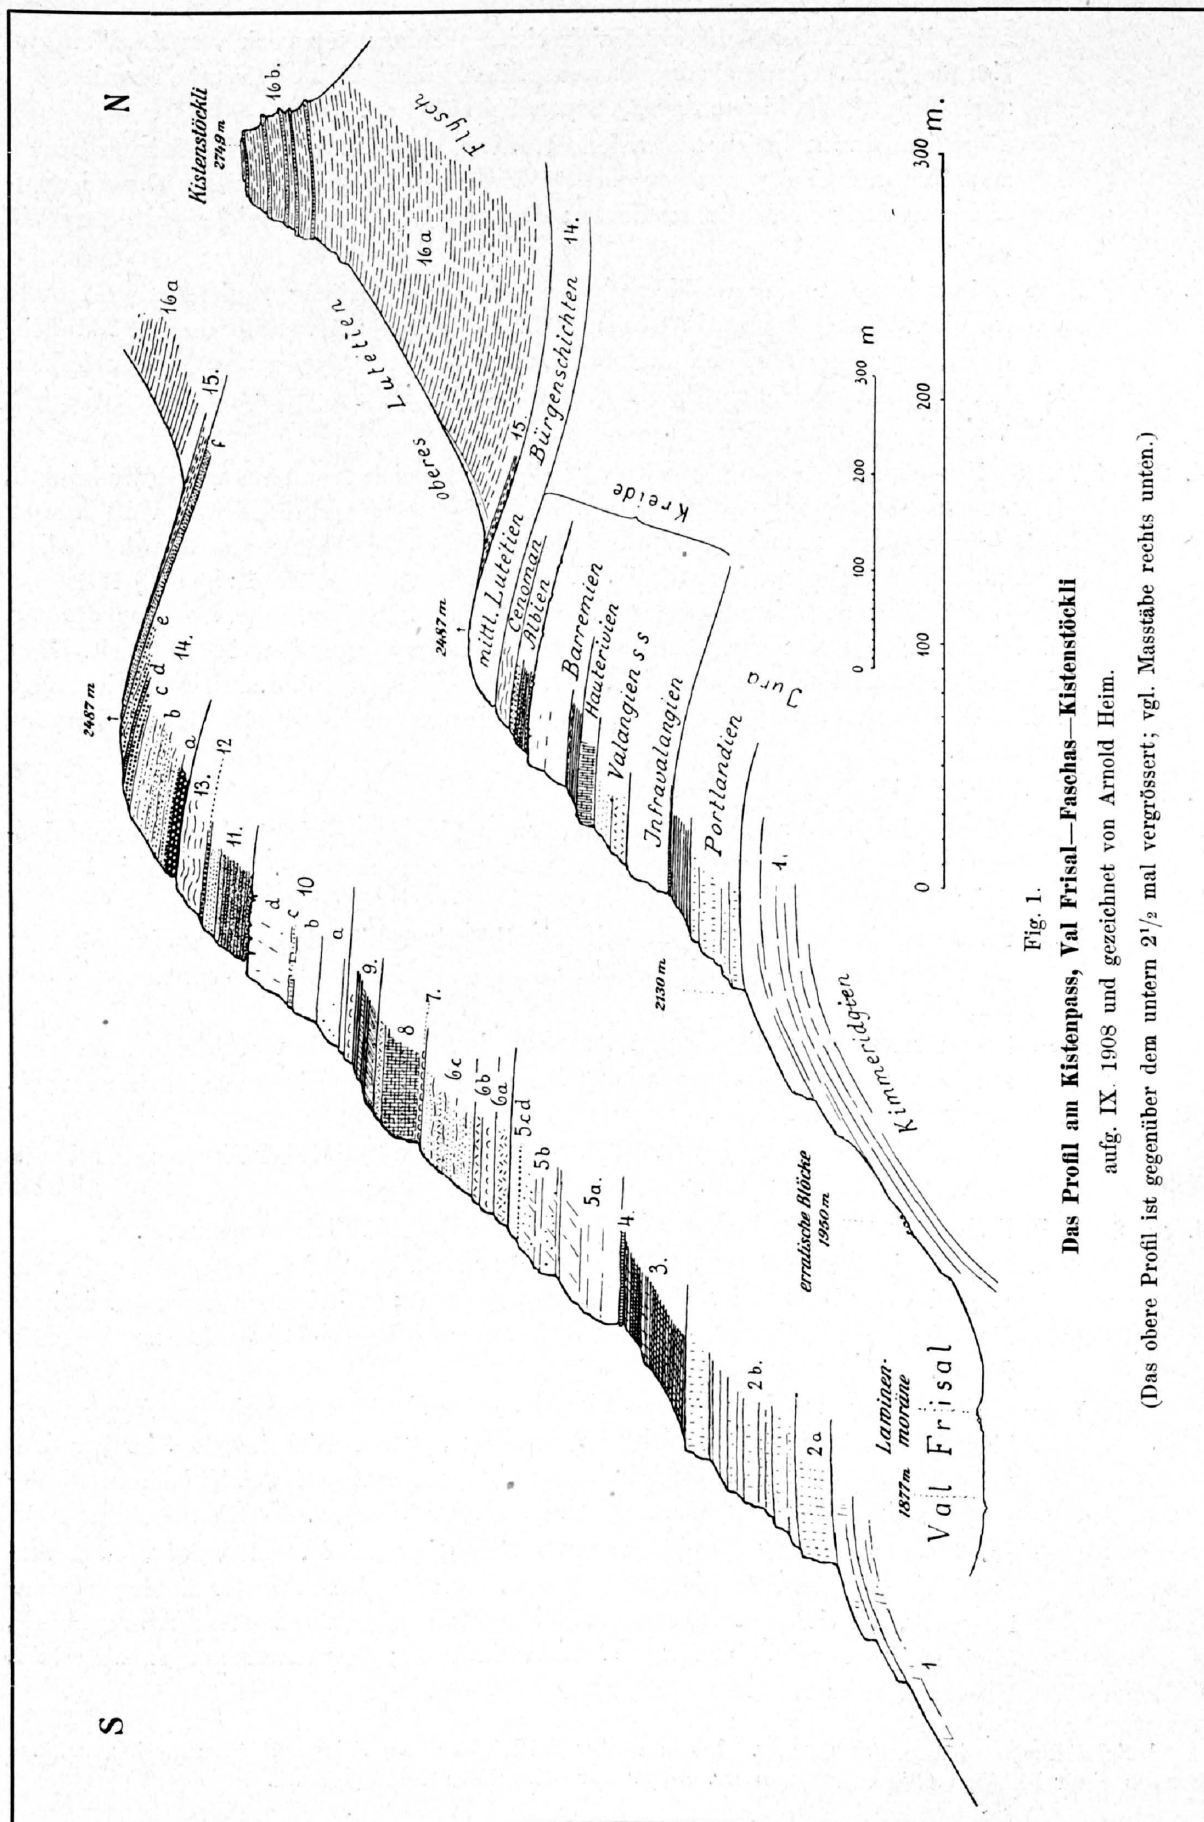 S
N
2487 m
16a
15.
f
e
d
c
14.
b
a
13.
12
11.
d
c
10
b
a
9.
8
7.
6c
6b
6a
5cd
5b
5a.
4
3.
2b.
2a
1
Kistenstöckli
2749 m
16b.
Flysch
16a
oberes Lutetien
2487 m
15.
14.
mittl. Lutetien Bürgenschichten
Cenoman
Albien
Barremien
Hauterivien
Valangien s s
Infravalangien
Kreide
Portlandien
Jura
1.
2130 m
Kimmeridgien
erratische Blöcke
1950 m
Lawinen-
moräne
1877 m
Val Frisal
0 100 200 300 m
0 100 200 300 m.
Fig. 1.
Das Profil am Kistenpass, Val Frisal—Faschas—Kistenstöckli
aufg. IX. 1908 und gezeichnet von Arnold Heim.
(Das obere Profil ist gegenüber dem untern 2¹/₂ mal vergrössert; vgl. Masstäbe rechts unten.)